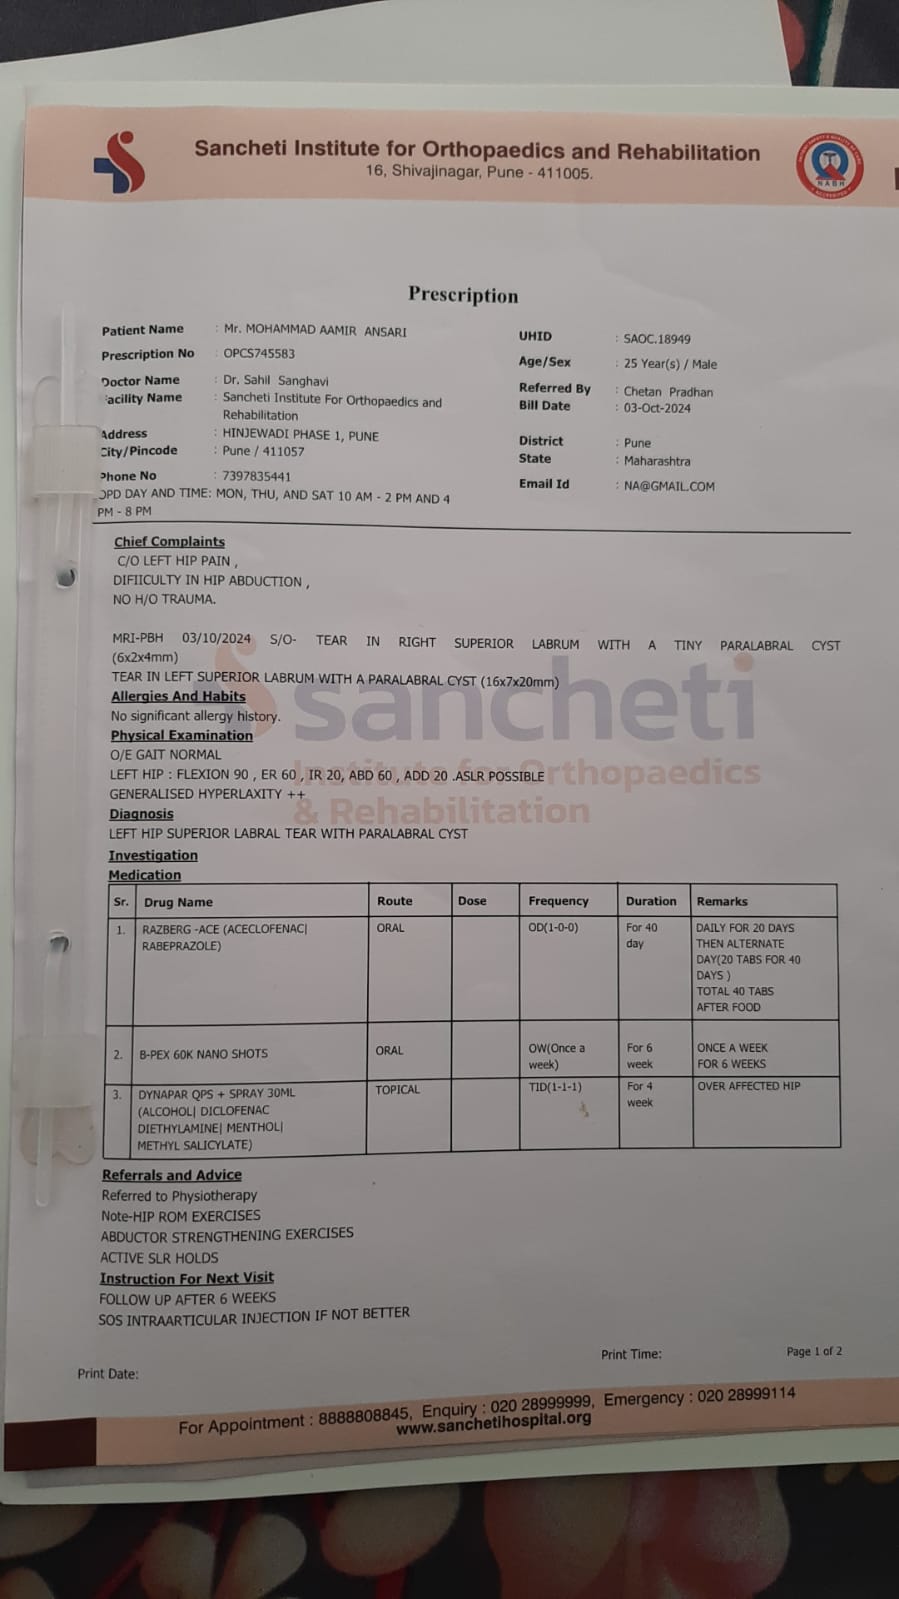 Sancheti Institute for Orthopaedics and Rehabilitation
16, Shivajinagar, Pune - 411005.
NABH
Prescription
Patient Name : Mr. MOHAMMAD AAMIR ANSARI
UHID : SAOC.18949
Prescription No : OPCS745583
Age/Sex : 25 Year(s) / Male
Doctor Name : Dr. Sahil Sanghavi
Referred By : Chetan Pradhan
acility Name : Sancheti Institute For Orthopaedics and
Rehabilitation
Bill Date : 03-Oct-2024
Address : HINJEWADI PHASE 1, PUNE
District : Pune
City/Pincode : Pune / 411057
State : Maharashtra
Phone No : 7397835441
Email Id : NA@GMAIL.COM
OPD DAY AND TIME: MON, THU, AND SAT 10 AM - 2 PM AND 4
PM - 8 PM
Chief Complaints
C/O LEFT HIP PAIN ,
DIFIICULTY IN HIP ABDUCTION ,
NO H/O TRAUMA.
MRI-PBH 03/10/2024 S/O- TEAR IN RIGHT SUPERIOR LABRUM WITH A TINY PARALABRAL CYST
(6x2x4mm)
TEAR IN LEFT SUPERIOR LABRUM WITH A PARALABRAL CYST (16x7x20mm)
Allergies And Habits
No significant allergy history.
sancheti
Physical Examination
O/E GAIT NORMAL
LEFT HIP : FLEXION 90 , ER 60 , IR 20, ABD 60 , ADD 20 .ASLR POSSIBLE
Institute for Orthopaedics
GENERALISED HYPERLAXITY ++
& Rehabilitation
Diagnosis
LEFT HIP SUPERIOR LABRAL TEAR WITH PARALABRAL CYST
Investigation
Medication
Sr. Drug Name Route Dose Frequency Duration Remarks
1. RAZBERG -ACE (ACECLOFENAC| ORAL OD(1-0-0) For 40 DAILY FOR 20 DAYS
RABEPRAZOLE) day THEN ALTERNATE
DAY(20 TABS FOR 40
DAYS )
TOTAL 40 TABS
AFTER FOOD
2. B-PEX 60K NANO SHOTS ORAL OW(Once a For 6 ONCE A WEEK
week) week FOR 6 WEEKS
3. DYNAPAR QPS + SPRAY 30ML TOPICAL TID(1-1-1) For 4 OVER AFFECTED HIP
(ALCOHOL| DICLOFENAC week
DIETHYLAMINE| MENTHOL|
METHYL SALICYLATE)
Referrals and Advice
Referred to Physiotherapy
Note-HIP ROM EXERCISES
ABDUCTOR STRENGTHENING EXERCISES
ACTIVE SLR HOLDS
Instruction For Next Visit
FOLLOW UP AFTER 6 WEEKS
SOS INTRAARTICULAR INJECTION IF NOT BETTER
Print Date: Print Time: Page 1 of 2
For Appointment : 8888808845, Enquiry : 020 28999999, Emergency : 020 28999114
www.sanchetihospital.org